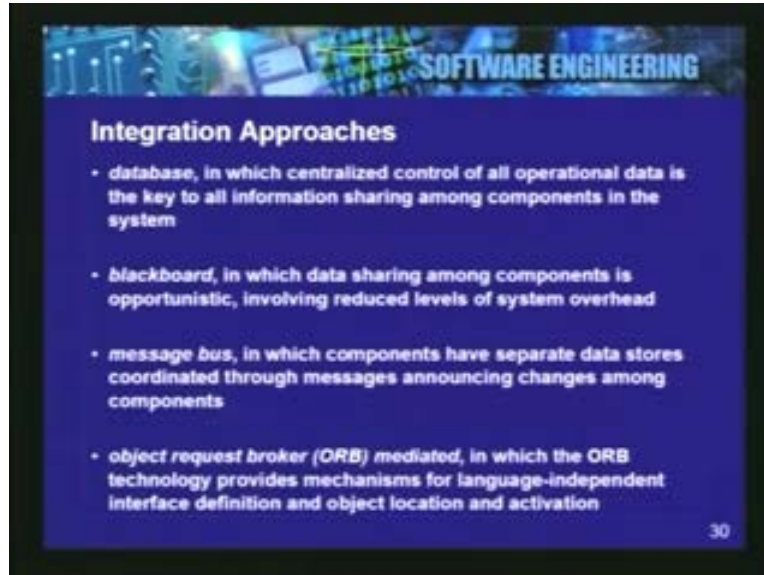 SOFTWARE ENGINEERING
Integration Approaches
• database, in which centralized control of all operational data is
the key to all information sharing among components in the
system
• blackboard, in which data sharing among components is
opportunistic, involving reduced levels of system overhead
• message bus, in which components have separate data stores
coordinated through messages announcing changes among
components
• object request broker (ORB) mediated, in which the ORB
technology provides mechanisms for language-independent
interface definition and object location and activation
30